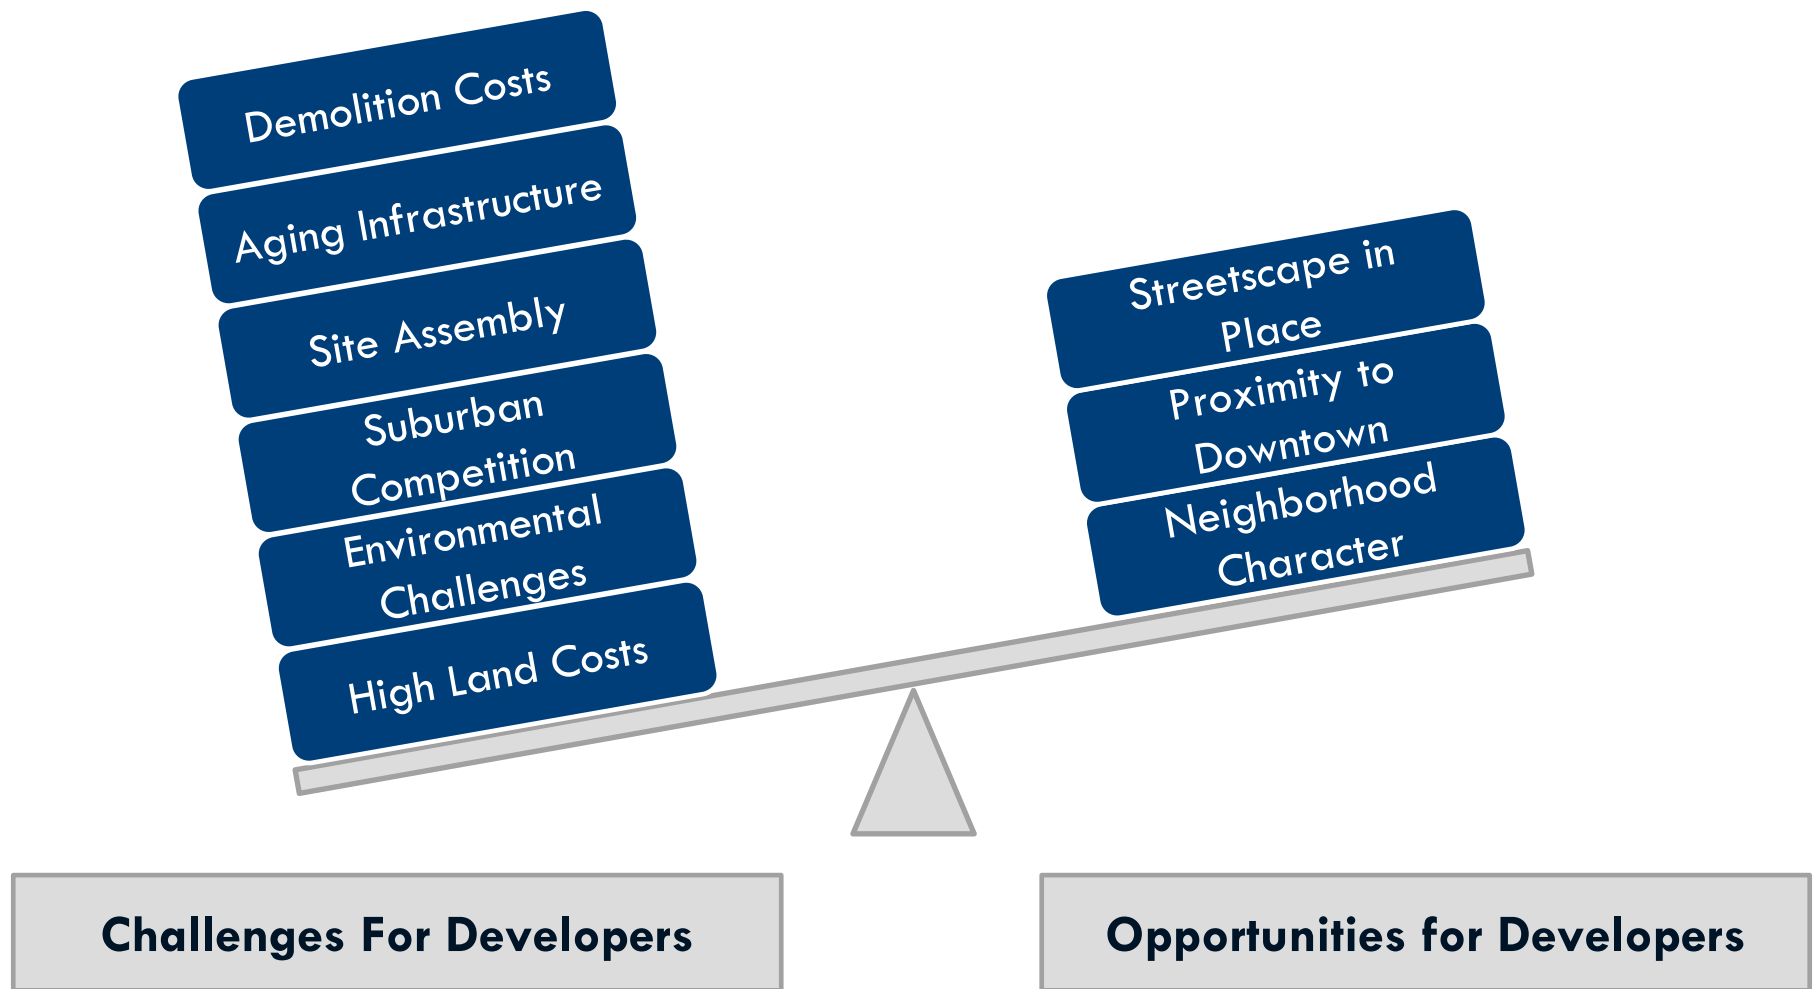 Demolition Costs
Aging Infrastructure
Site Assembly
Suburban
Competition
Environmental
Challenges
High Land Costs
Streetscape in
Place
Proximity to
Downtown
Neighborhood
Character
Challenges For Developers
Opportunities for Developers